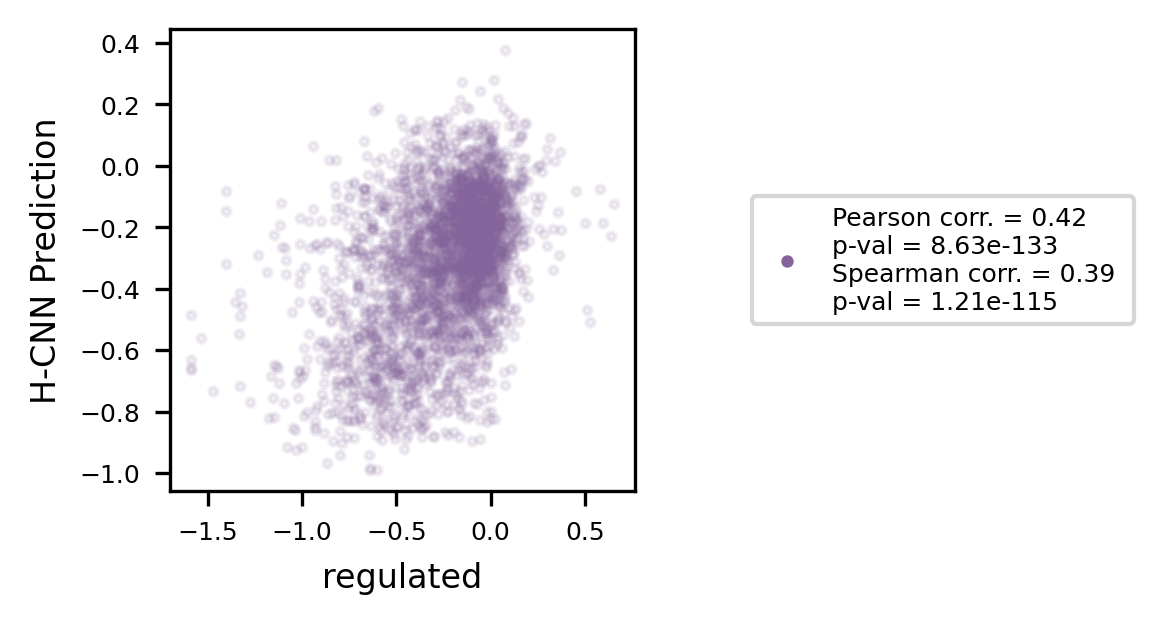 0.4
0.2
0.0
−0.2
−0.4
−0.6
−0.8
−1.0
H-CNN Prediction
−1.5 −1.0 −0.5 0.0 0.5
regulated
Pearson corr. = 0.42
p-val = 8.63e-133
Spearman corr. = 0.39
p-val = 1.21e-115